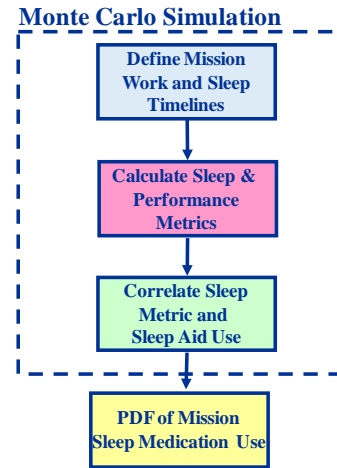 Monte Carlo Simulation
Define Mission
Work and Sleep
Timelines
Calculate Sleep &
Performance
Metrics
Correlate Sleep
Metric and
Sleep Aid Use
PDF of Mission
Sleep Medication Use